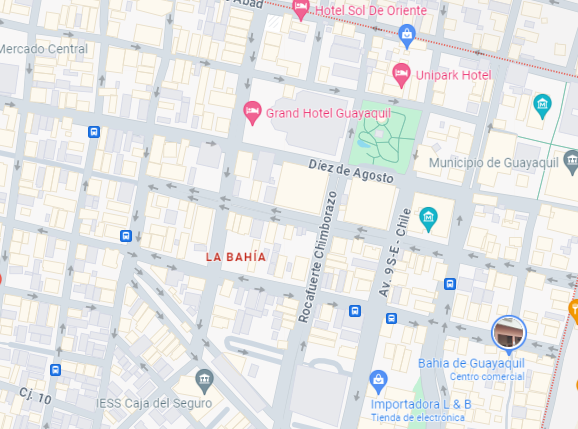 Abad
Hotel Sol De Oriente
Mercado Central
Unipark Hotel
Grand Hotel Guayaquil
Diez de Agosto
Municipio de Guayaquil
Rocafuerte Chimborazo
Av. 9 S-E - Chile
LA BAHÍA
Bahia de Guayaquil
Centro comercial
Cj. 10
IESS Caja del Seguro
Importadora L & B
Tienda de electrónica